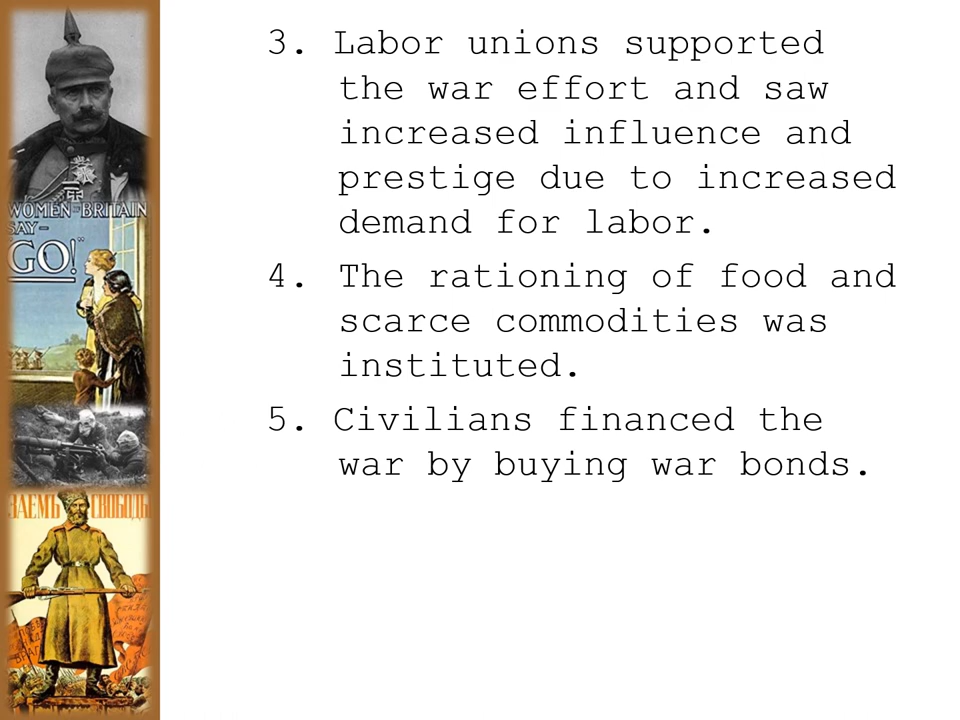 3. Labor unions supported
the war effort and saw
increased influence and
prestige due to increased
demand for labor.
4. The rationing of food and
scarce commodities was
instituted.
5. Civilians financed the
war by buying war bonds.
WOMEN OF BRITAIN
SAY-
"GO!"
ЗАЕМЪ СВОБОДЫ